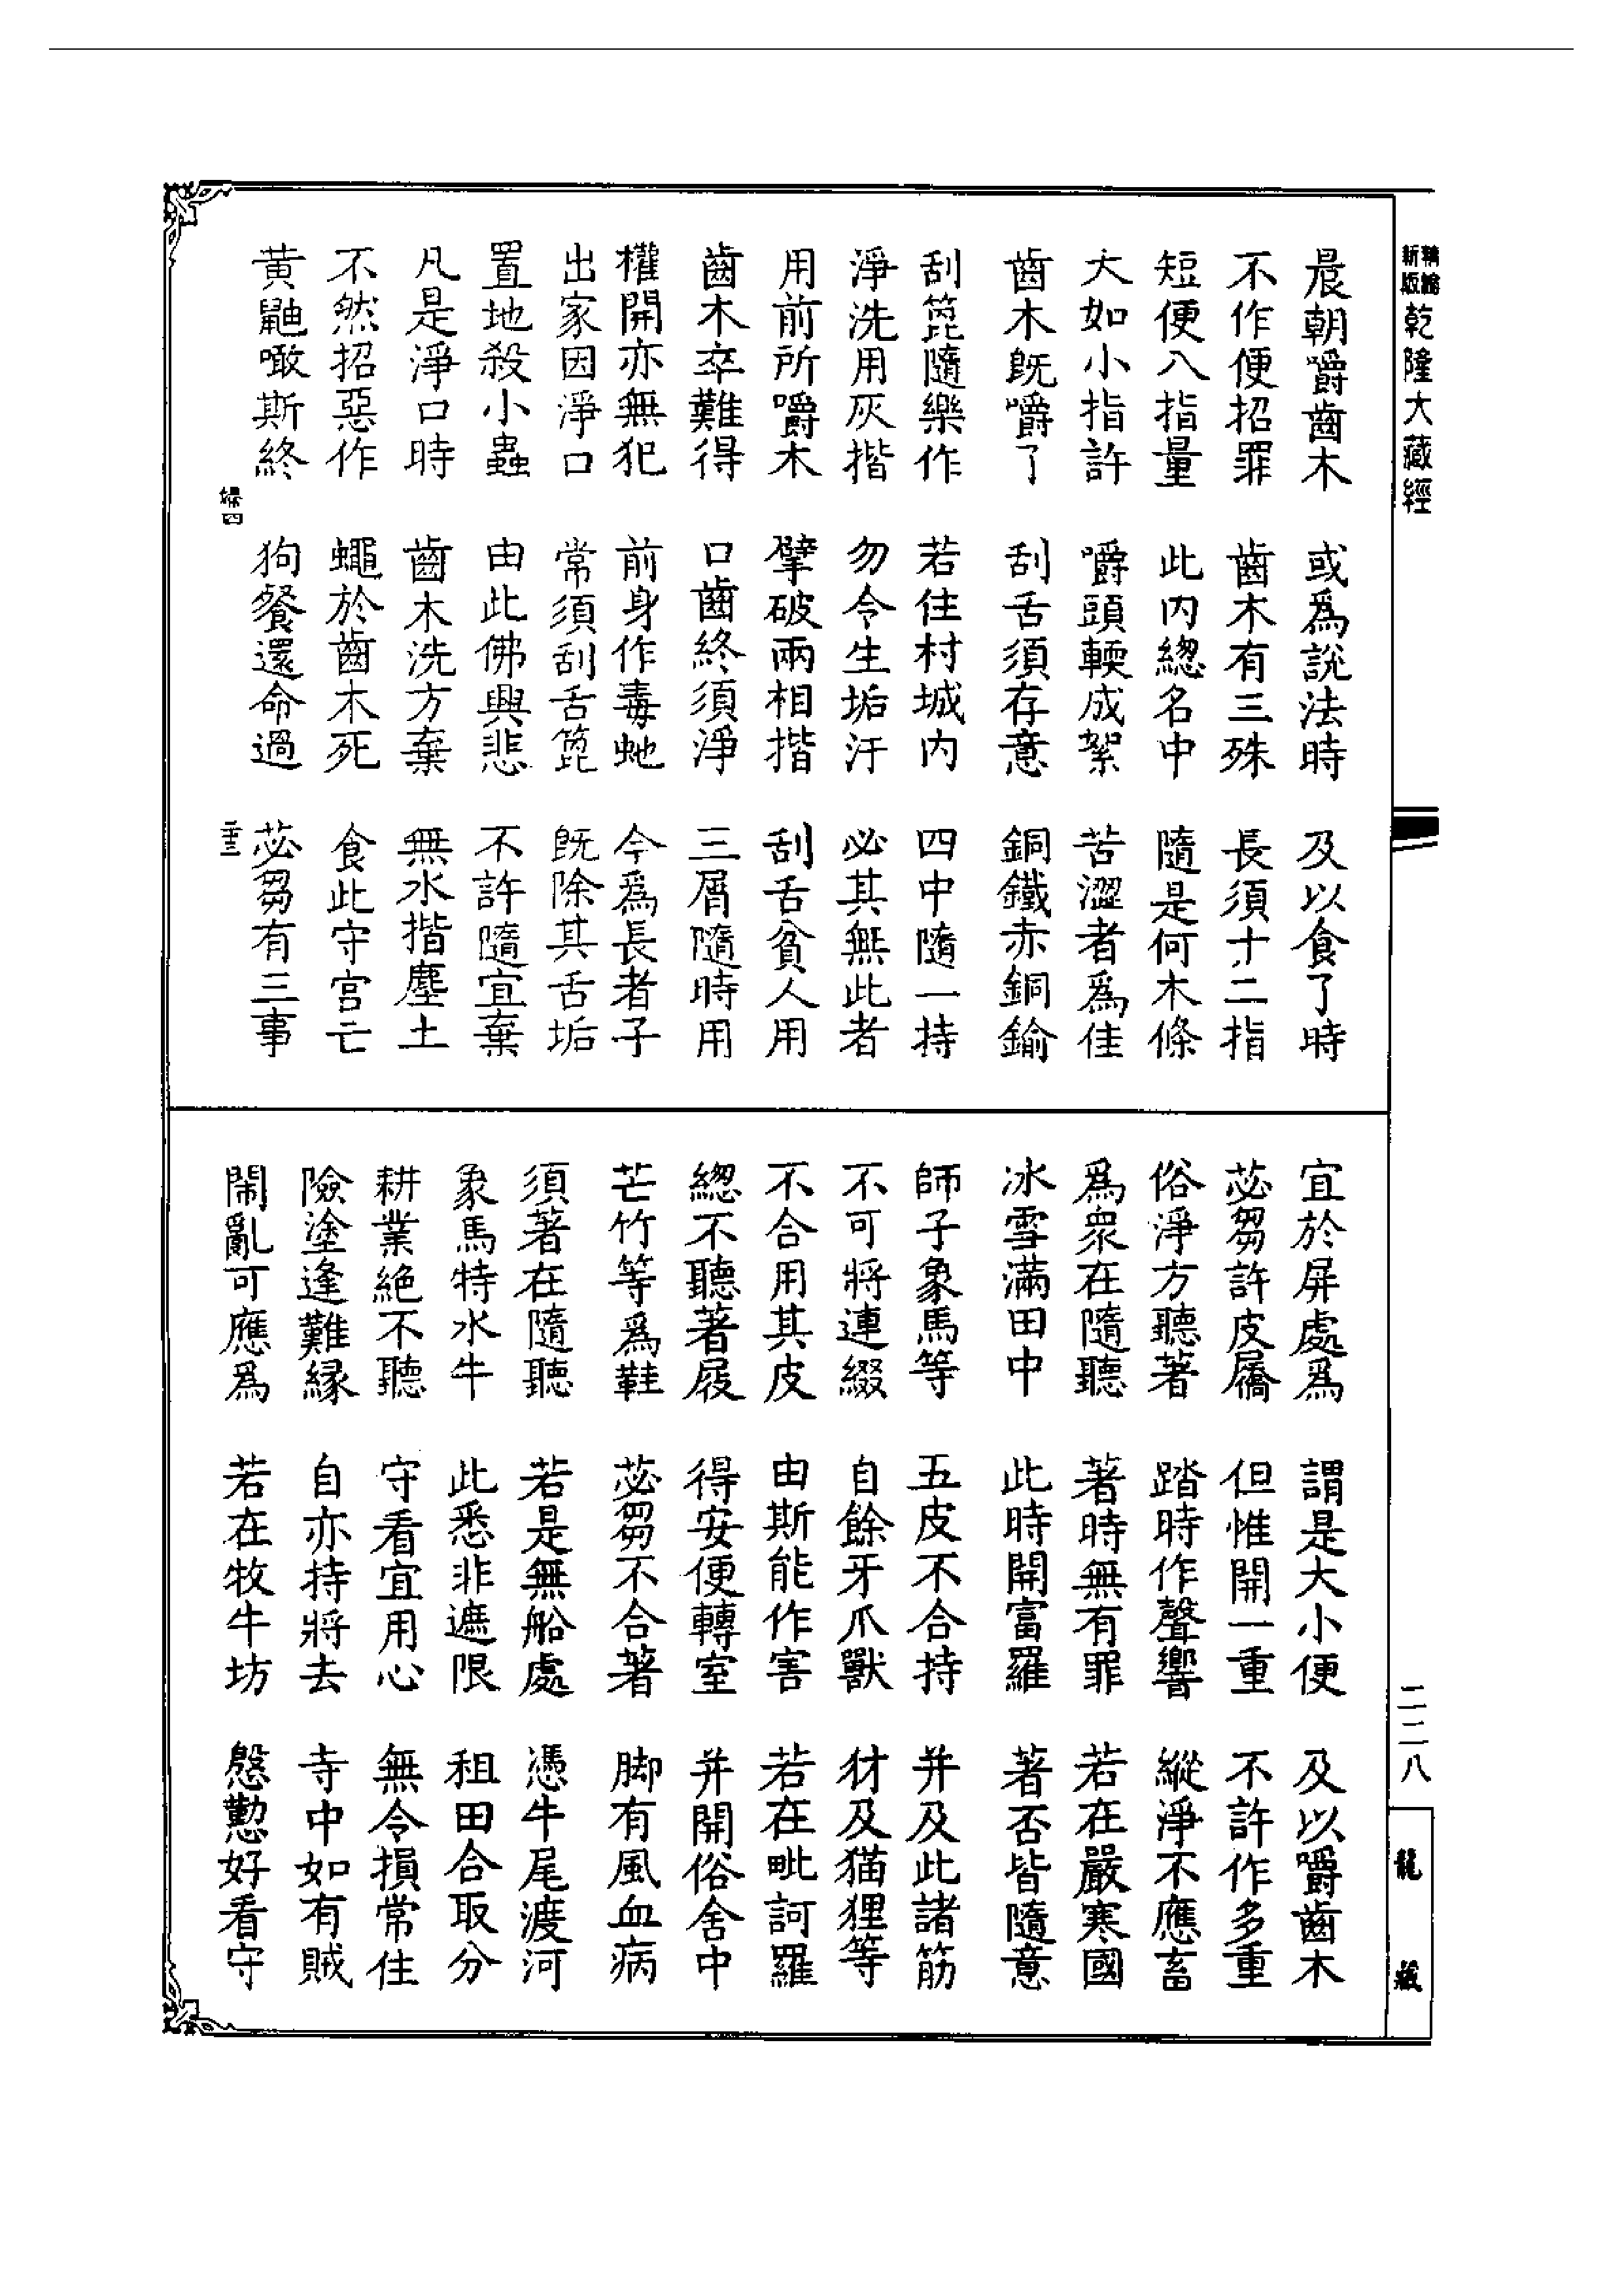 新版
乾隆大藏經
晨朝嚼齒木　或爲說法時　及以食了時
不作便招罪　齒木有三殊　長須十二指
短便八指量　此内緫名中　隨是何木條
大如小指許　嚼頭輭成絮　苦澀者爲佳
齒木旣嚼了　刮舌須存意　銅鐵赤銅鍮
刮箆隨樂作　若住村城内　四中隨一持
淨洗用灰揩　勿令生垢汙　必其無此者
用前所嚼木　擘破兩相揩　刮舌貧人用
齒木卒難得　口齒終須淨　三屑隨時用
權開亦無犯　前身作毒虵　今爲長者子
出家因淨口　常須刮舌箆　旣除其舌垢
置地殺小蟲　由此佛興悲　不許隨宜棄
凡是淨口時　齒木洗方棄　無水揩塵土
不然招惡作　蠅於齒木死　食此守宮亡
黃鼬噉斯終　狗餐還命過　苾芻有三事
宜於屏處爲　謂是大小便　及以嚼齒木
苾芻許皮屩　但惟開一重　不許作多重
俗淨方聽著　踏時作聲響　縱淨不應畜
爲衆在隨聽　著時無有罪　若在嚴寒國
冰雪滿田中　此時開富羅　著否皆隨意
師子象馬等　五皮不合持　并及此諸筋
不可將連綴　自餘牙爪獸　犲及猫狸等
不合用其皮　由斯能作害　若在毗訶羅
緫不聽著屐　得安便轉室　并開俗舍中
芒竹等爲鞋　苾芻不合著　脚有風血病
須著在隨聽　若是無船處　憑牛尾渡河
象馬特水牛　此悉非遮限　租田合取分
耕業絕不聽　守看宜用心　無令損常住
險塗逢難緣　自亦持將去　寺中如有賊
鬧亂可應爲　若在牧牛坊　慇懃好看守
二二八
龍藏